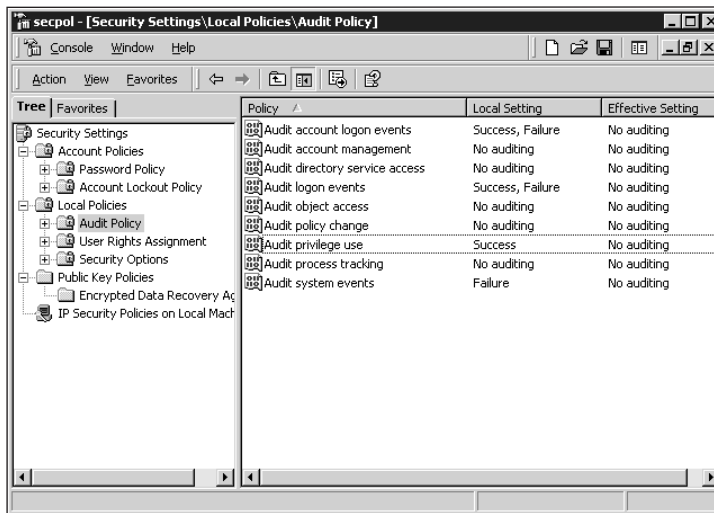 secpol - [Security Settings\Local Policies\Audit Policy]
Console Window Help
Action View Favorites
Tree Favorites
Security Settings
Account Policies
Password Policy
Account Lockout Policy
Local Policies
Audit Policy
User Rights Assignment
Security Options
Public Key Policies
Encrypted Data Recovery Ag
IP Security Policies on Local Mach
Policy Local Setting Effective Setting
Audit account logon events Success, Failure No auditing
Audit account management No auditing No auditing
Audit directory service access No auditing No auditing
Audit logon events Success, Failure No auditing
Audit object access No auditing No auditing
Audit policy change No auditing No auditing
Audit privilege use Success No auditing
Audit process tracking No auditing No auditing
Audit system events Failure No auditing